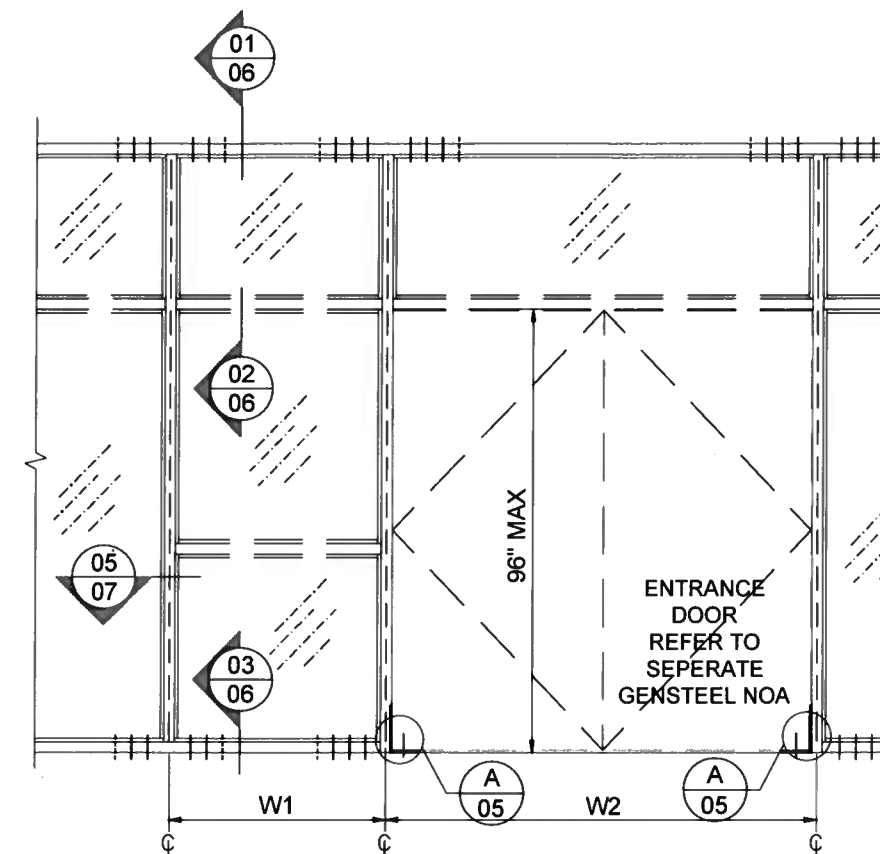 01
06
02
06
96" MAX
05
07
ENTRANCE
DOOR
REFER TO
SEPERATE
GENSTEEL NOA
03
06
A
05
A
05
W1
W2
℄
℄
℄